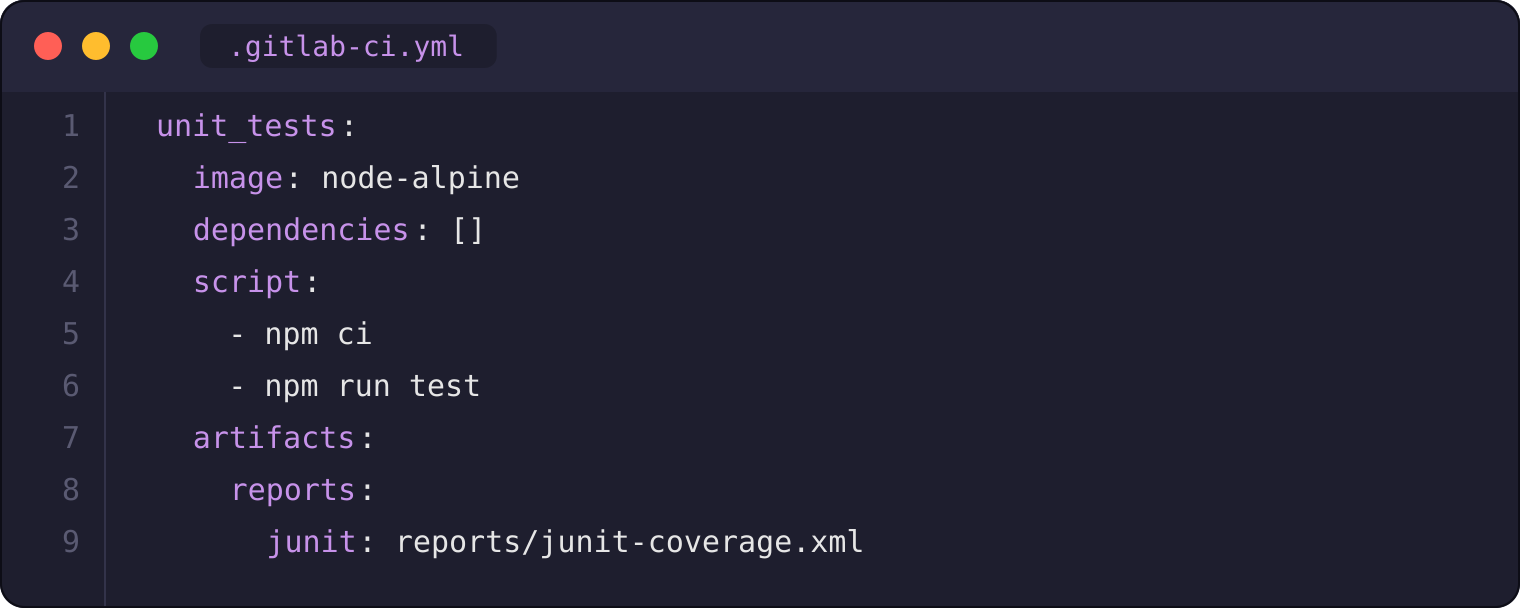 .gitlab-ci.yml
1 unit_tests:
2   image: node-alpine
3   dependencies: []
4   script:
5     - npm ci
6     - npm run test
7   artifacts:
8     reports:
9       junit: reports/junit-coverage.xml